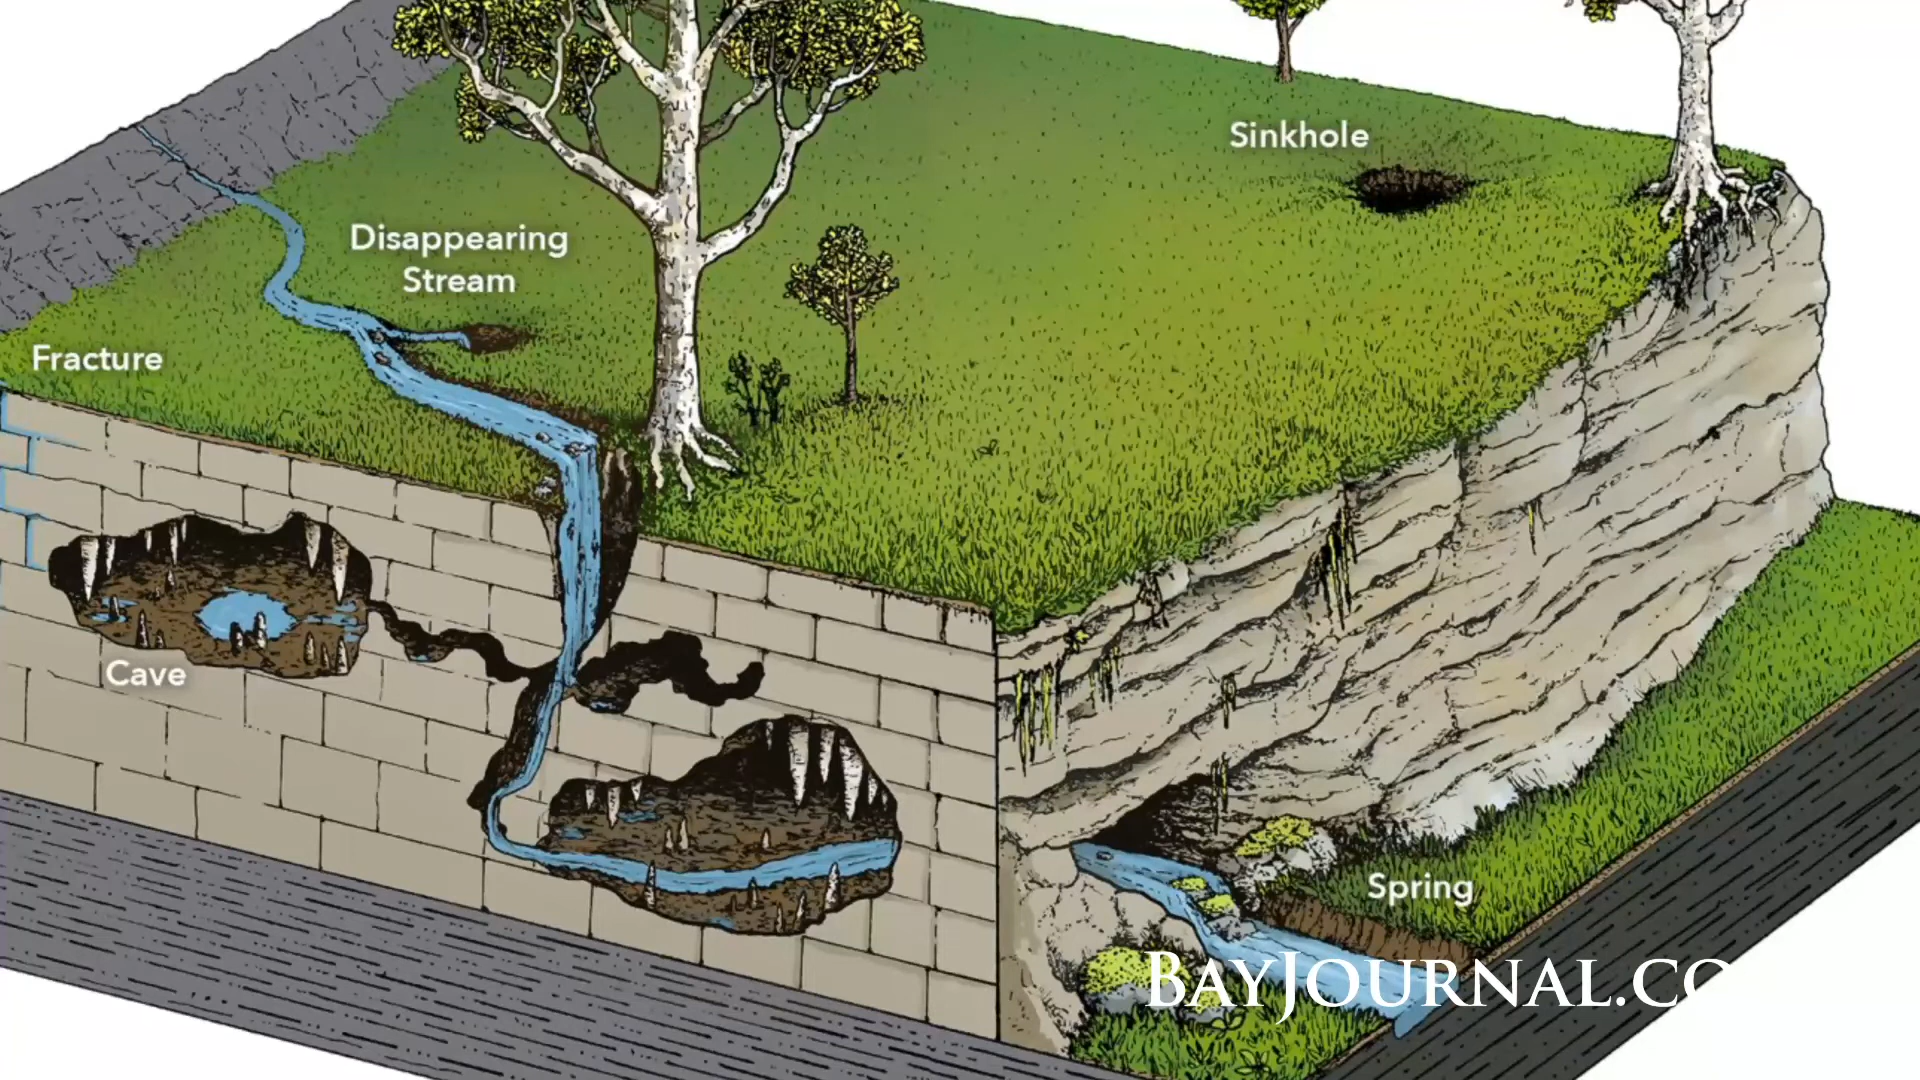 Sinkhole
Disappearing
Stream
Fracture
Cave
Spring
BAYJOURNAL.CO